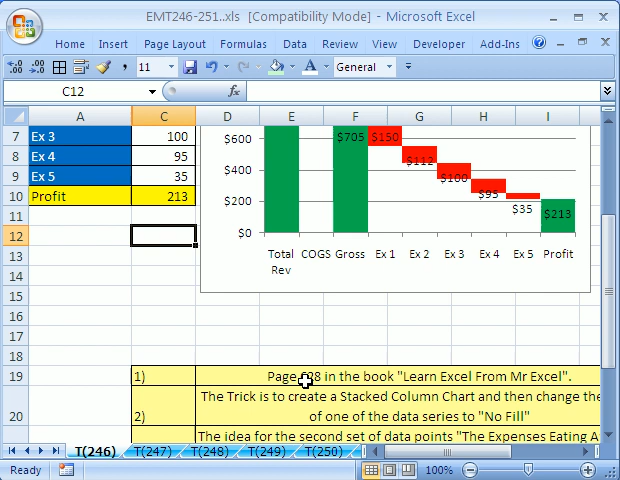 EMT246-251..xls [Compatibility Mode] - Microsoft Excel
Home Insert Page Layout Formulas Data Review View Developer Add-Ins
11 General
C12 fx
A C D E F G H I
7 Ex 3 100
8 Ex 4 95
9 Ex 5 35
10 Profit 213
11
12
13
14
15
16
17
18
$600
$400
$200
$0
$705 $150
$112
$100
$95
$35
$213
Total Rev COGS Gross Ex 1 Ex 2 Ex 3 Ex 4 Ex 5 Profit
19 1) Page 528 in the book "Learn Excel From Mr Excel".
20 2) The Trick is to create a Stacked Column Chart and then change the
of one of the data series to "No Fill"
The idea for the second set of data points "The Expenses Eating A
T(246) T(247) T(248) T(249) T(250)
Ready 100%